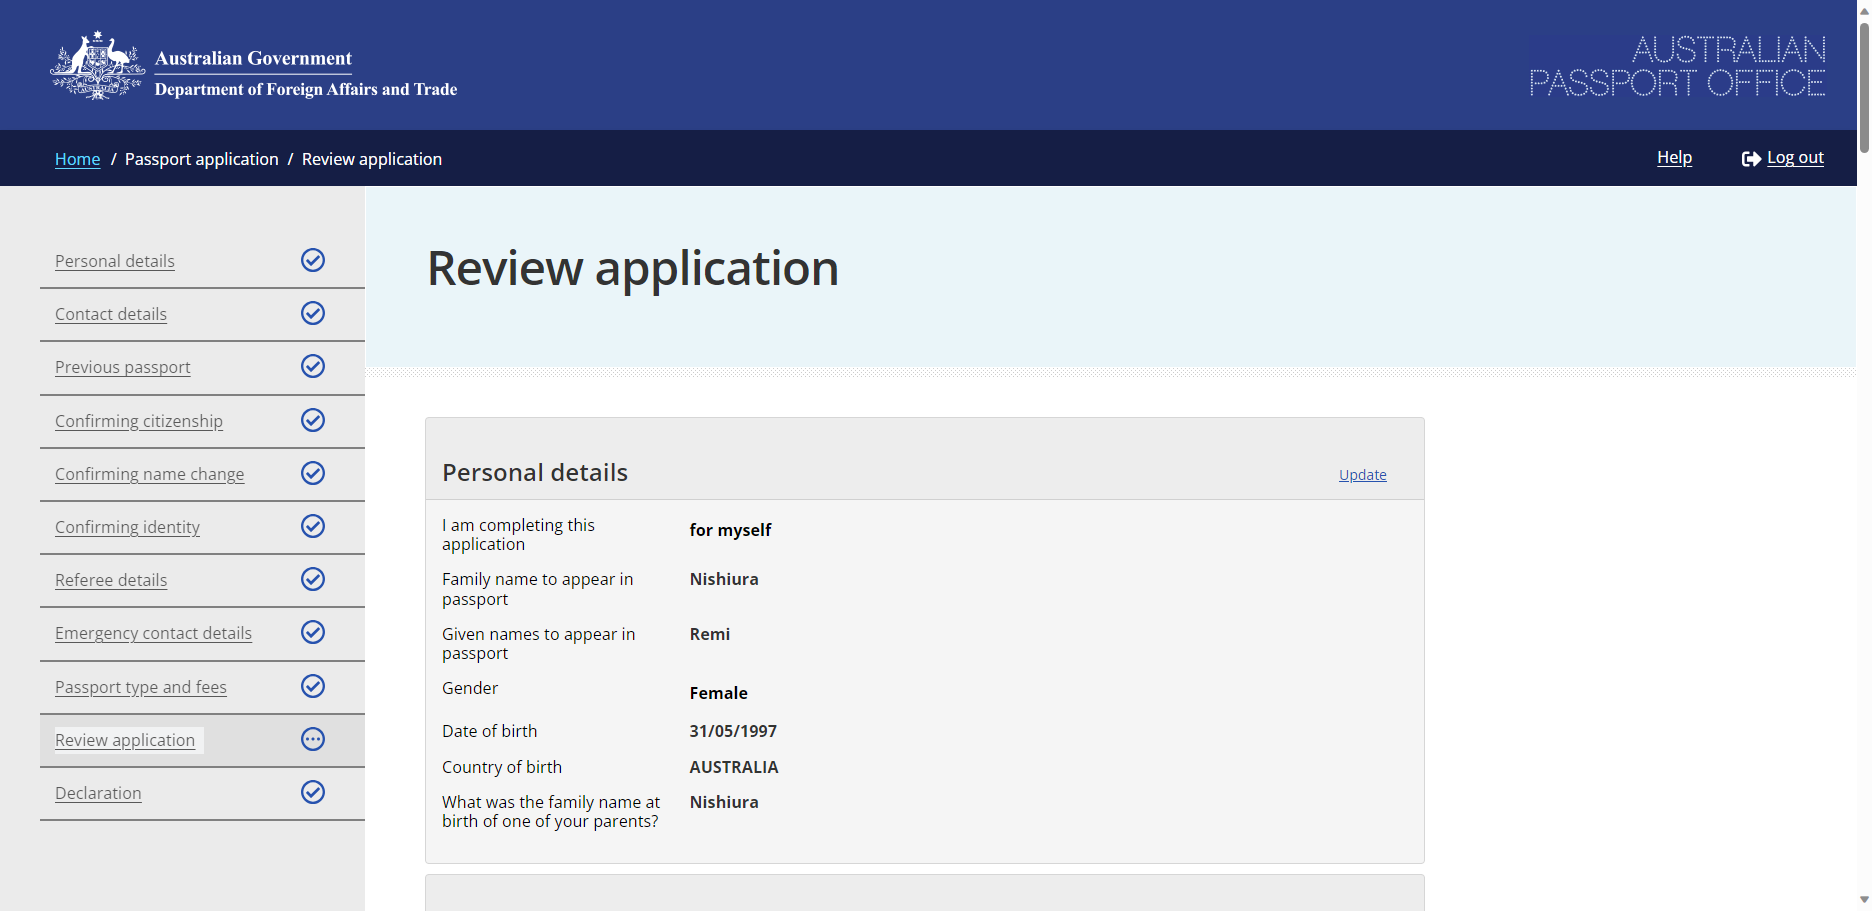 Australian Government
Department of Foreign Affairs and Trade
AUSTRALIAN
PASSPORT OFFICE
Home / Passport application / Review application
Help
Log out
Personal details
Contact details
Previous passport
Confirming citizenship
Confirming name change
Confirming identity
Referee details
Emergency contact details
Passport type and fees
Review application
Declaration
Review application
Personal details
Update
I am completing this
application
for myself
Family name to appear in
passport
Nishiura
Given names to appear in
passport
Remi
Gender
Female
Date of birth
31/05/1997
Country of birth
AUSTRALIA
What was the family name at
birth of one of your parents?
Nishiura